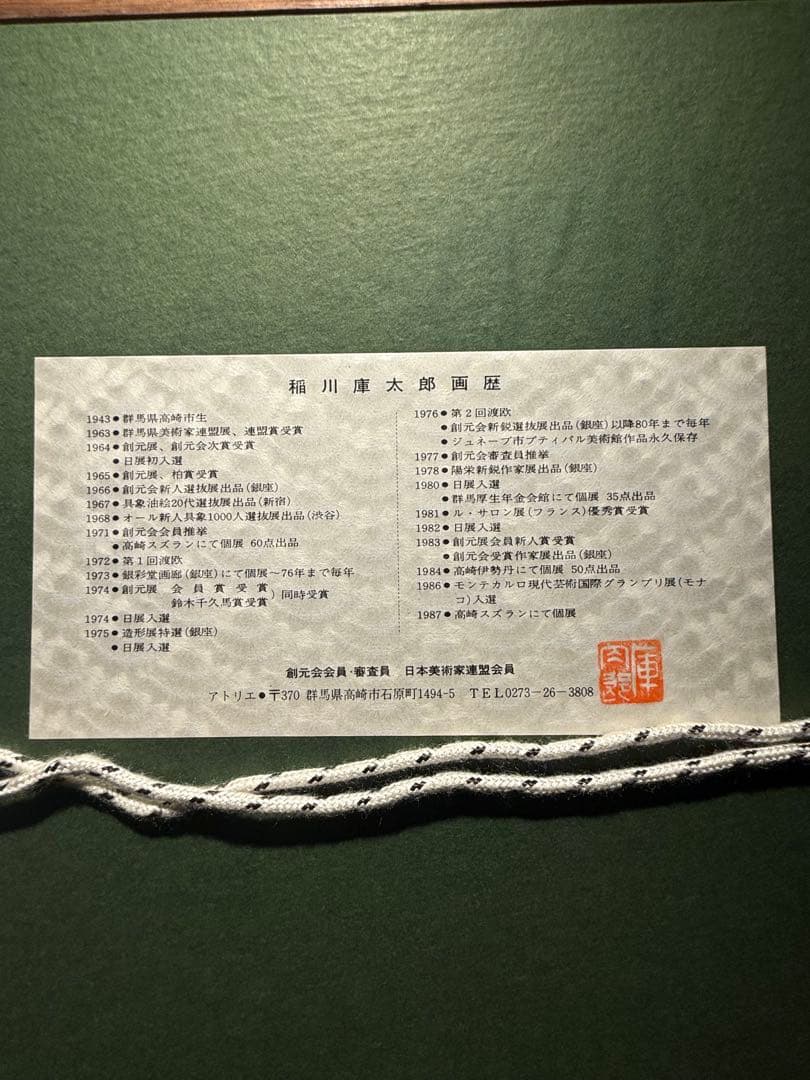 稲川庫太郎画歴
1943●群馬県高崎市生
1963●群馬県美術家連盟展、連盟賞受賞
1964●創元展、創元会次賞受賞
●日展初入選
1965●創元展、柏賞受賞
1966●創元会新人選抜展出品(銀座)
1967●具象油絵20代選抜展出品(新宿)
1968●オール新人具象1000人選抜展出品(渋谷)
1971●創元会会員推挙
●高崎スズランにて個展 60点出品
1972●第1回渡欧
1973●銀彩堂画廊(銀座)にて個展〜76年まで毎年
1974●創元展 会員賞受賞
鈴木千久馬賞受賞)同時受賞
1974●日展入選
1975●造形展特選(銀座)
●日展入選
1976●第2回渡欧
●創元会新鋭選抜展出品(銀座)以降80年まで毎年
●ジュネーブ市プティパル美術館作品永久保存
1977●創元会審査員推挙
1978●陽栄新鋭作家展出品(銀座)
1980●日展入選
●群馬厚生年金会館にて個展 35点出品
1981●ル・サロン展(フランス)優秀賞受賞
1982●日展入選
1983●創元展会員新人賞受賞
●創元会受賞作家展出品(銀座)
1984●高崎伊勢丹にて個展 50点出品
1986●モンテカルロ現代芸術国際グランプリ展(モナ
コ)入選
1987●高崎スズランにて個展
創元会会員・審査員 日本美術家連盟会員
アトリエ●〒370 群馬県高崎市石原町1494-5 TEL0273-26-3808